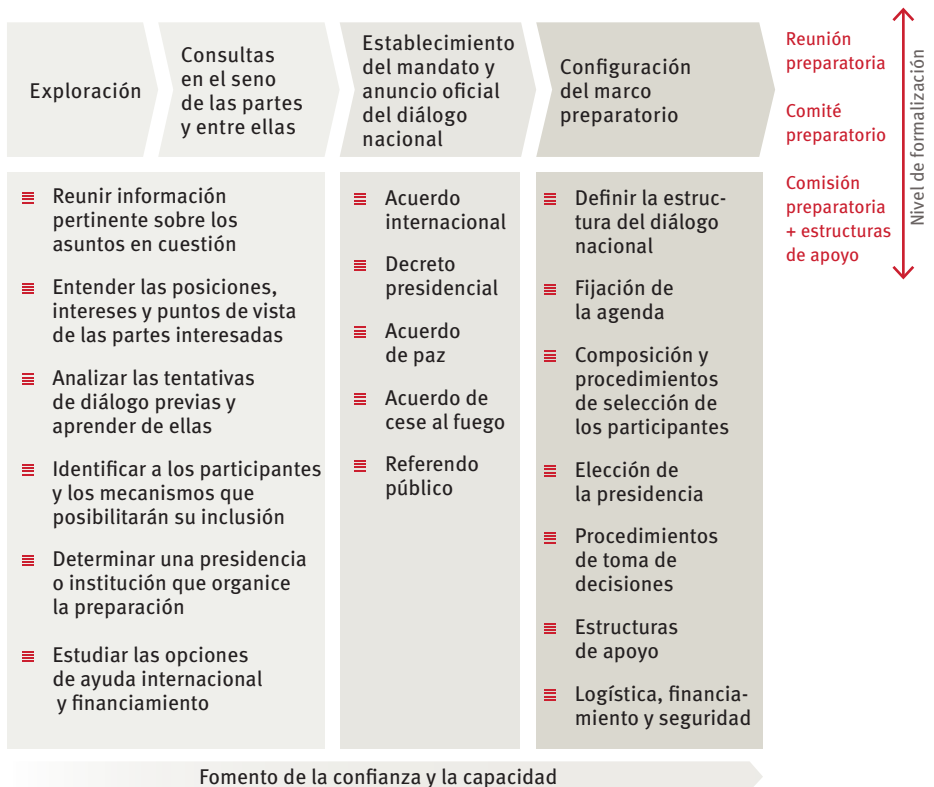 Exploración
Consultas
en el seno
de las partes
y entre ellas
Establecimiento
del mandato y
anuncio oficial
del diálogo
nacional
Configuración
del marco
preparatorio
Reunión
preparatoria
Comité
preparatorio
Comisión
preparatoria
+ estructuras
de apoyo
Nivel de formalización
Reunir información
pertinente sobre los
asuntos en cuestión
Entender las posiciones,
intereses y puntos de vista
de las partes interesadas
Analizar las tentativas
de diálogo previas y
aprender de ellas
Identificar a los participantes
y los mecanismos que
posibilitarán su inclusión
Determinar una presidencia
o institución que organice
la preparación
Estudiar las opciones
de ayuda internacional
y financiamiento
Acuerdo
internacional
Decreto
presidencial
Acuerdo
de paz
Acuerdo de
cese al fuego
Referendo
público
Definir la estruc-
tura del diálogo
nacional
Fijación de
la agenda
Composición y
procedimientos
de selección de
los participantes
Elección de
la presidencia
Procedimientos
de toma de
decisiones
Estructuras
de apoyo
Logística, financia-
miento y seguridad
Fomento de la confianza y la capacidad